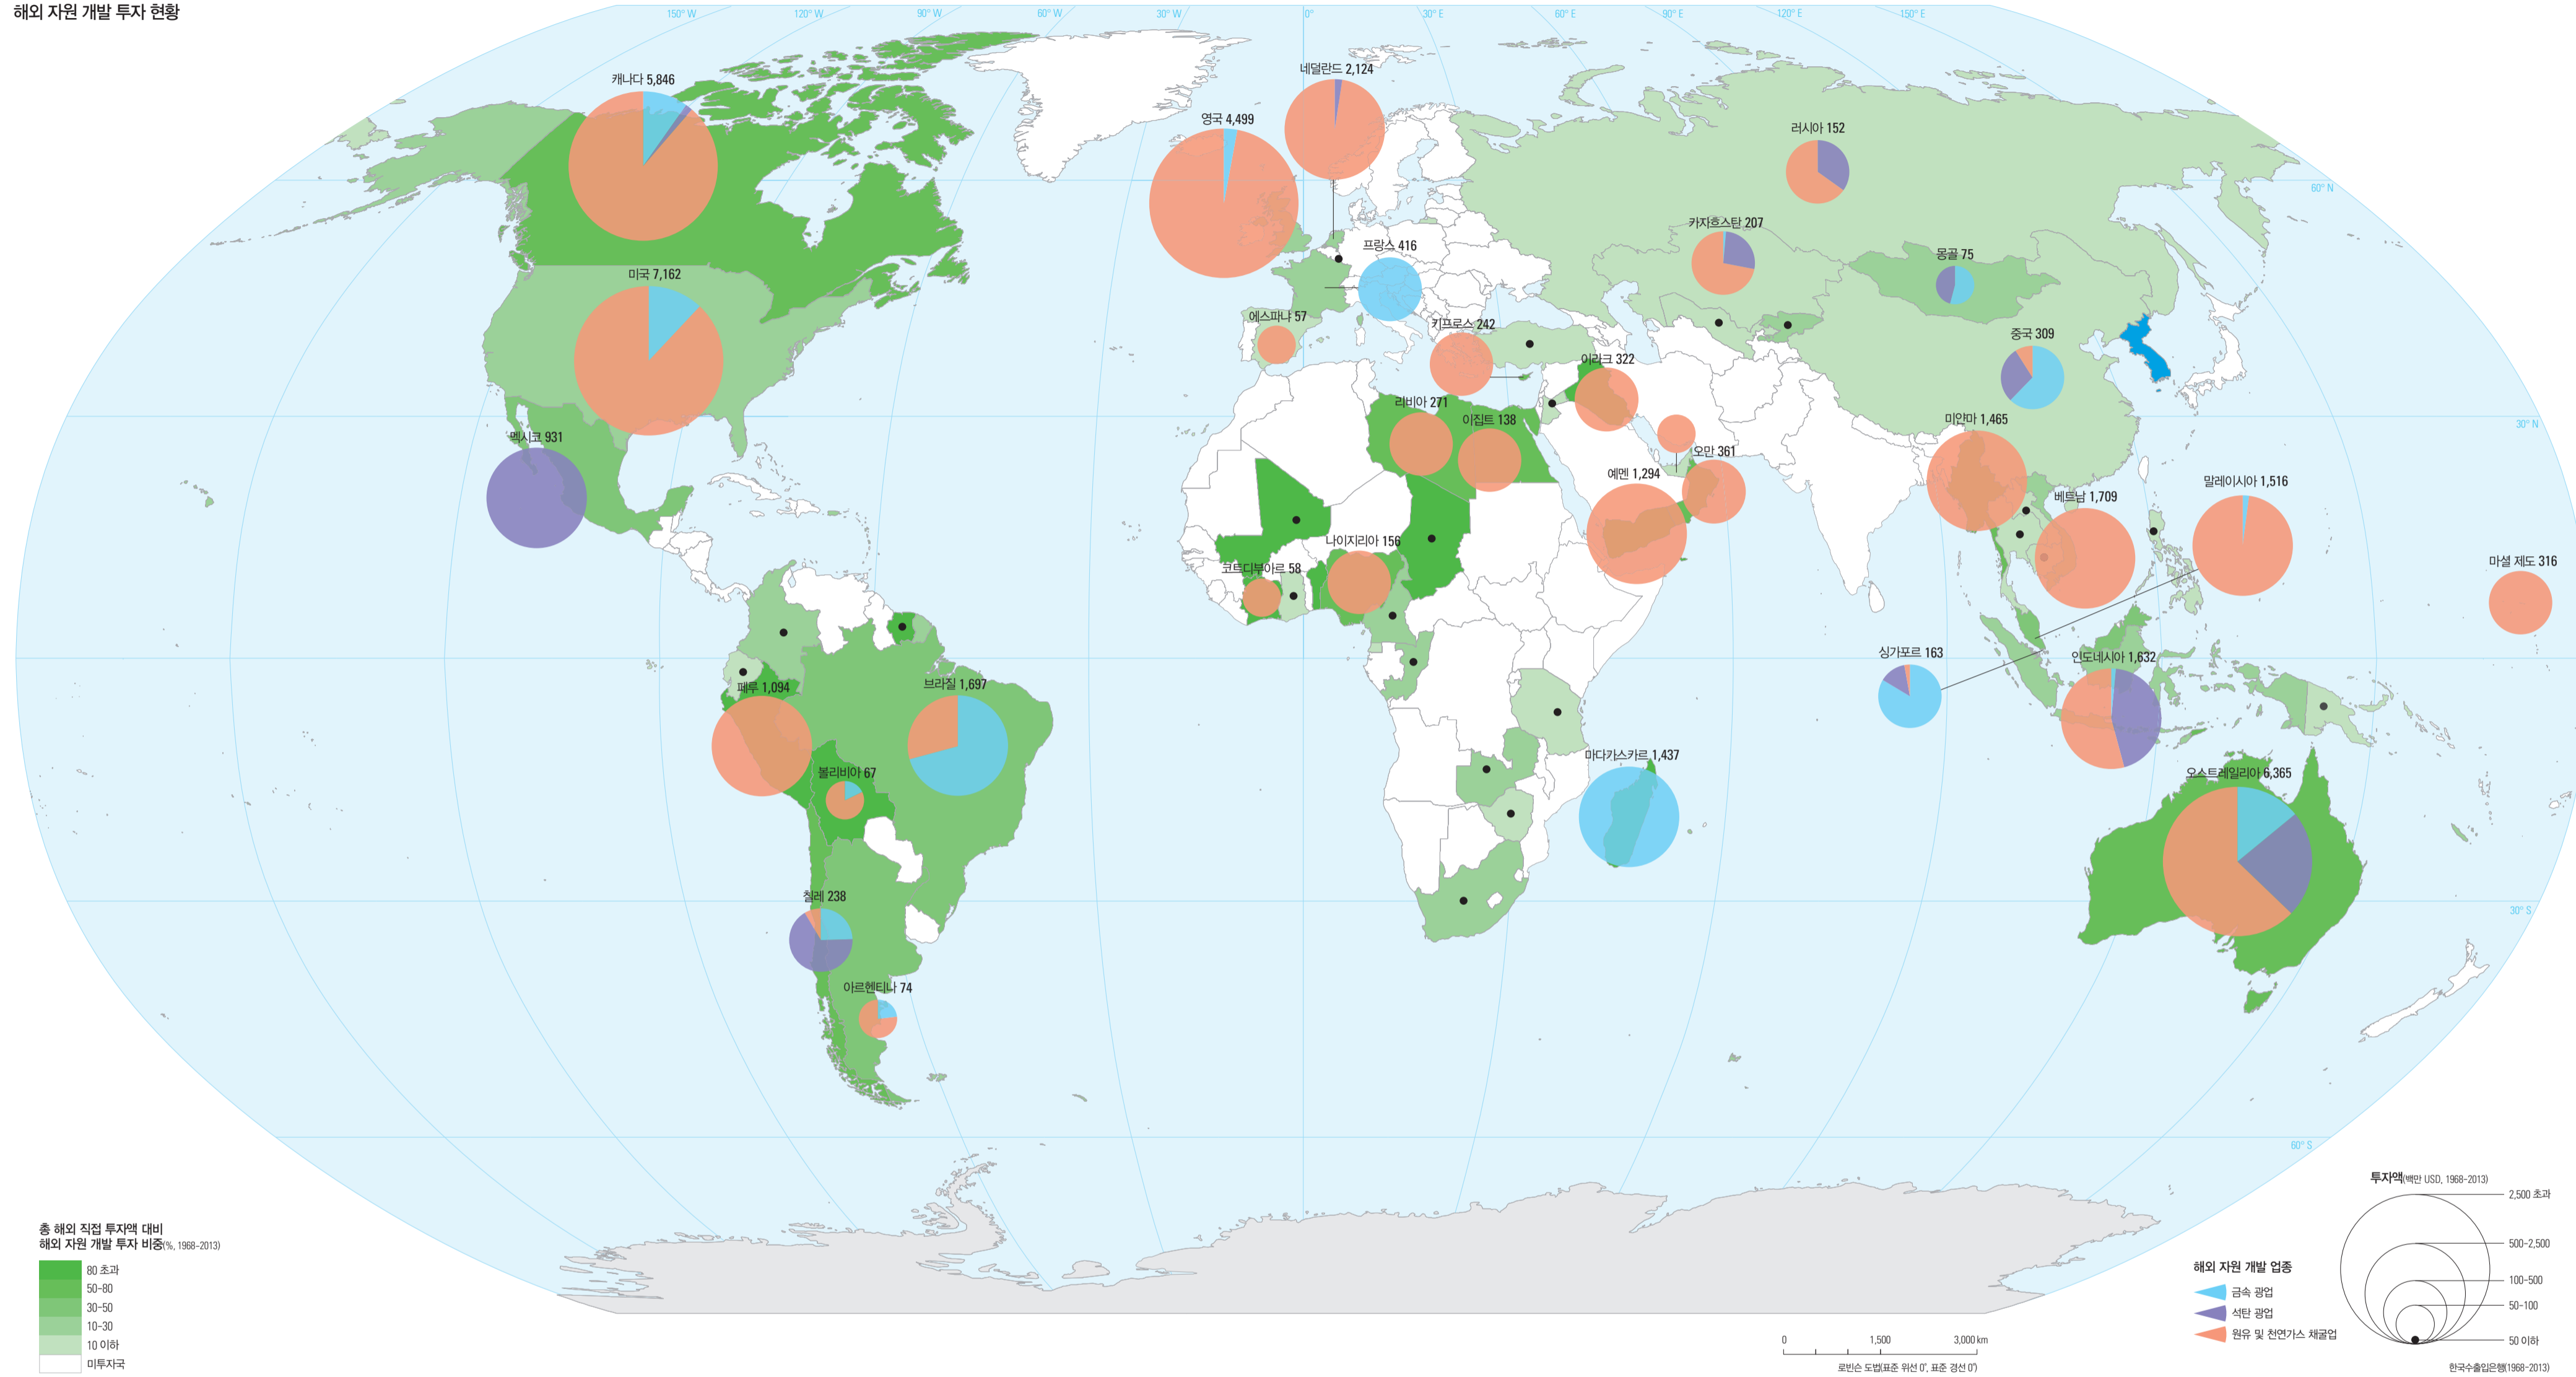 해외 자원 개발 투자 현황
150° W
120° W
90° W
60° W
30° W
0°
30° E
60° E
90° E
120° E
150° E
캐나다 5,846
네덜란드 2,124
영국 4,499
러시아 152
60° N
카자흐스탄 207
프랑스 416
몽골 75
미국 7,162
에스파냐 57
키프로스 242
중국 309
이라크 322
리비아 271
이집트 138
미얀마 1,465
30° N
멕시코 931
오만 361
예멘 1,294
말레이시아 1,516
베트남 1,709
나이지리아 156
코트디부아르 58
마셜 제도 316
싱가포르 163
인도네시아 1,632
페루 1,094
브라질 1,697
마다가스카르 1,437
볼리비아 67
오스트레일리아 6,365
칠레 238
30° S
아르헨티나 74
60° S
총 해외 직접 투자액 대비
해외 자원 개발 투자 비중(%, 1968-2013)
80 초과
50-80
30-50
10-30
10 이하
미투자국
투자액(백만 USD, 1968-2013)
2,500 초과
500-2,500
100-500
50-100
50 이하
해외 자원 개발 업종
금속 광업
석탄 광업
원유 및 천연가스 채굴업
0 1,500 3,000 km
로빈슨 도법(표준 위선 0°, 표준 경선 0°)
한국수출입은행(1968-2013)